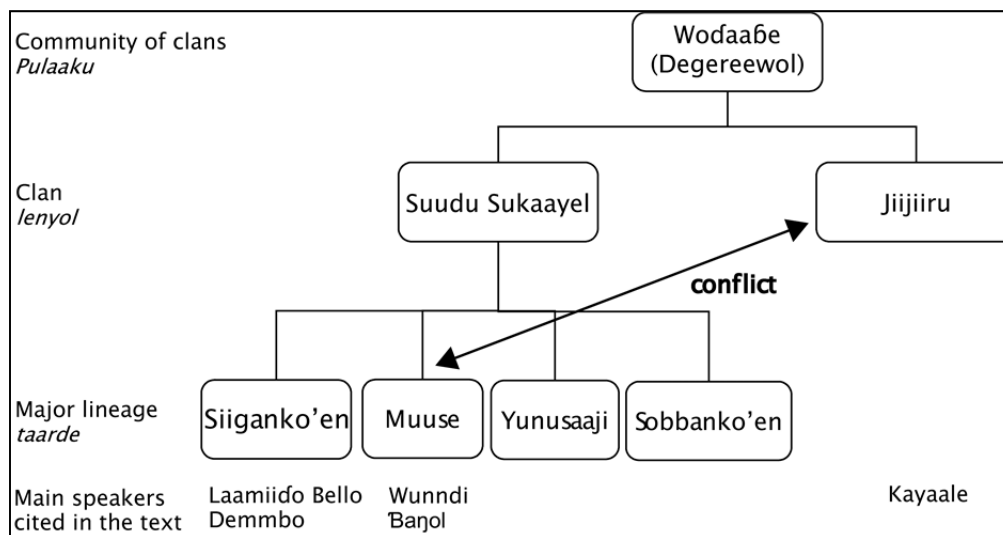 Community of clans
Pulaaku
Woɗaaɓe
(Degereewol)
Clan
lenyol
Suudu Sukaayel
Jiijiiru
conflict
Major lineage
taarde
Siiganko’en
Muuse
Yunusaaji
Sobbanko’en
Main speakers
cited in the text
Laamiiɗo Bello
Demmbo
Wunndi
Ɓaŋol
Kayaale